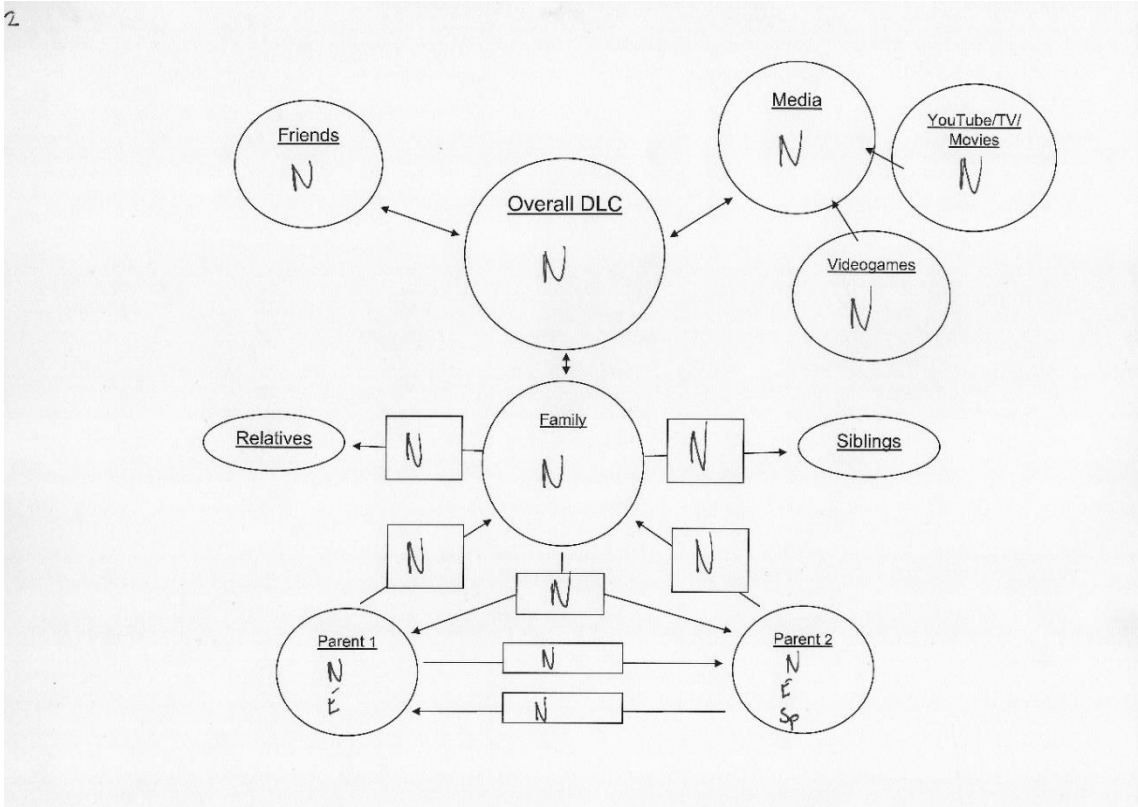 2
Friends
N
Overall DLC
N
Media
N
YouTube/TV/
Movies
N
Videogames
N
Relatives
N
Family
N
N
Siblings
N
N
N
Parent 1
N
É
N
N
Parent 2
N
É
Sp